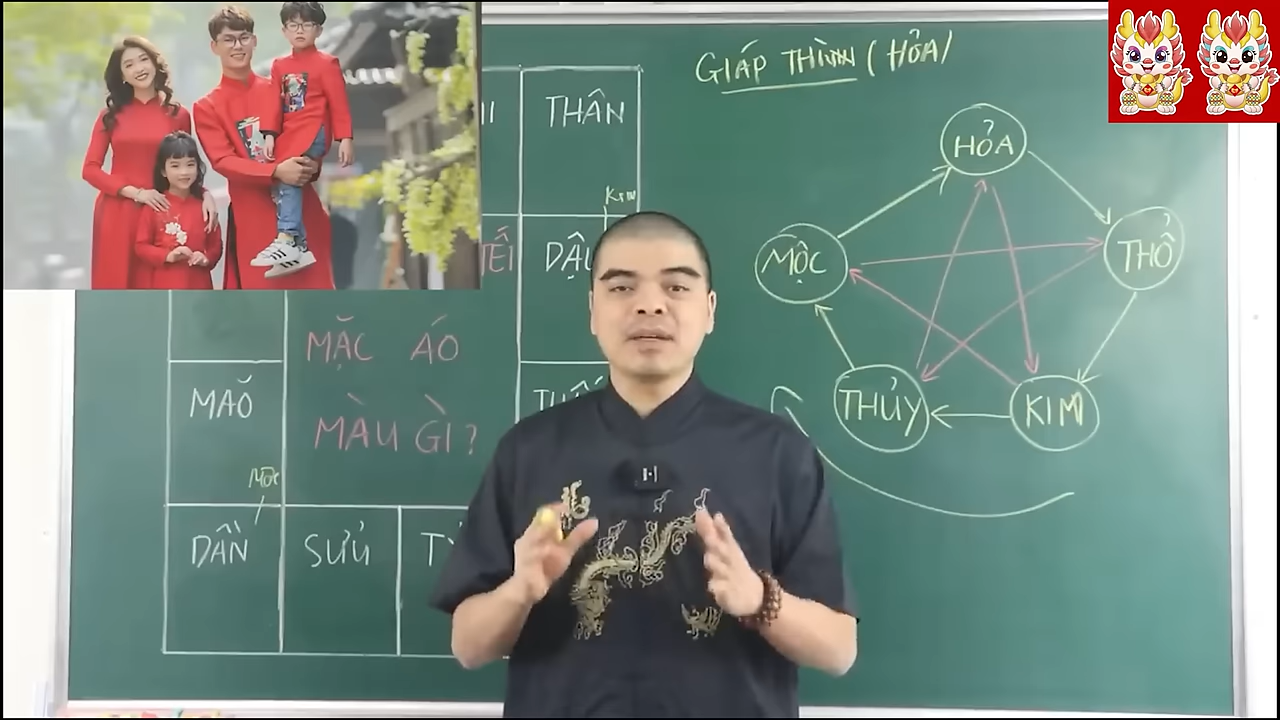 GIÁP THÌN (HỎA)
THÂN
HỎA
Kim
THỔ
MỘC
DẬU
MẶC ÁO
MÀU GÌ?
MÃO
THỦY
KIM
Mộc
DẦN
SỬU